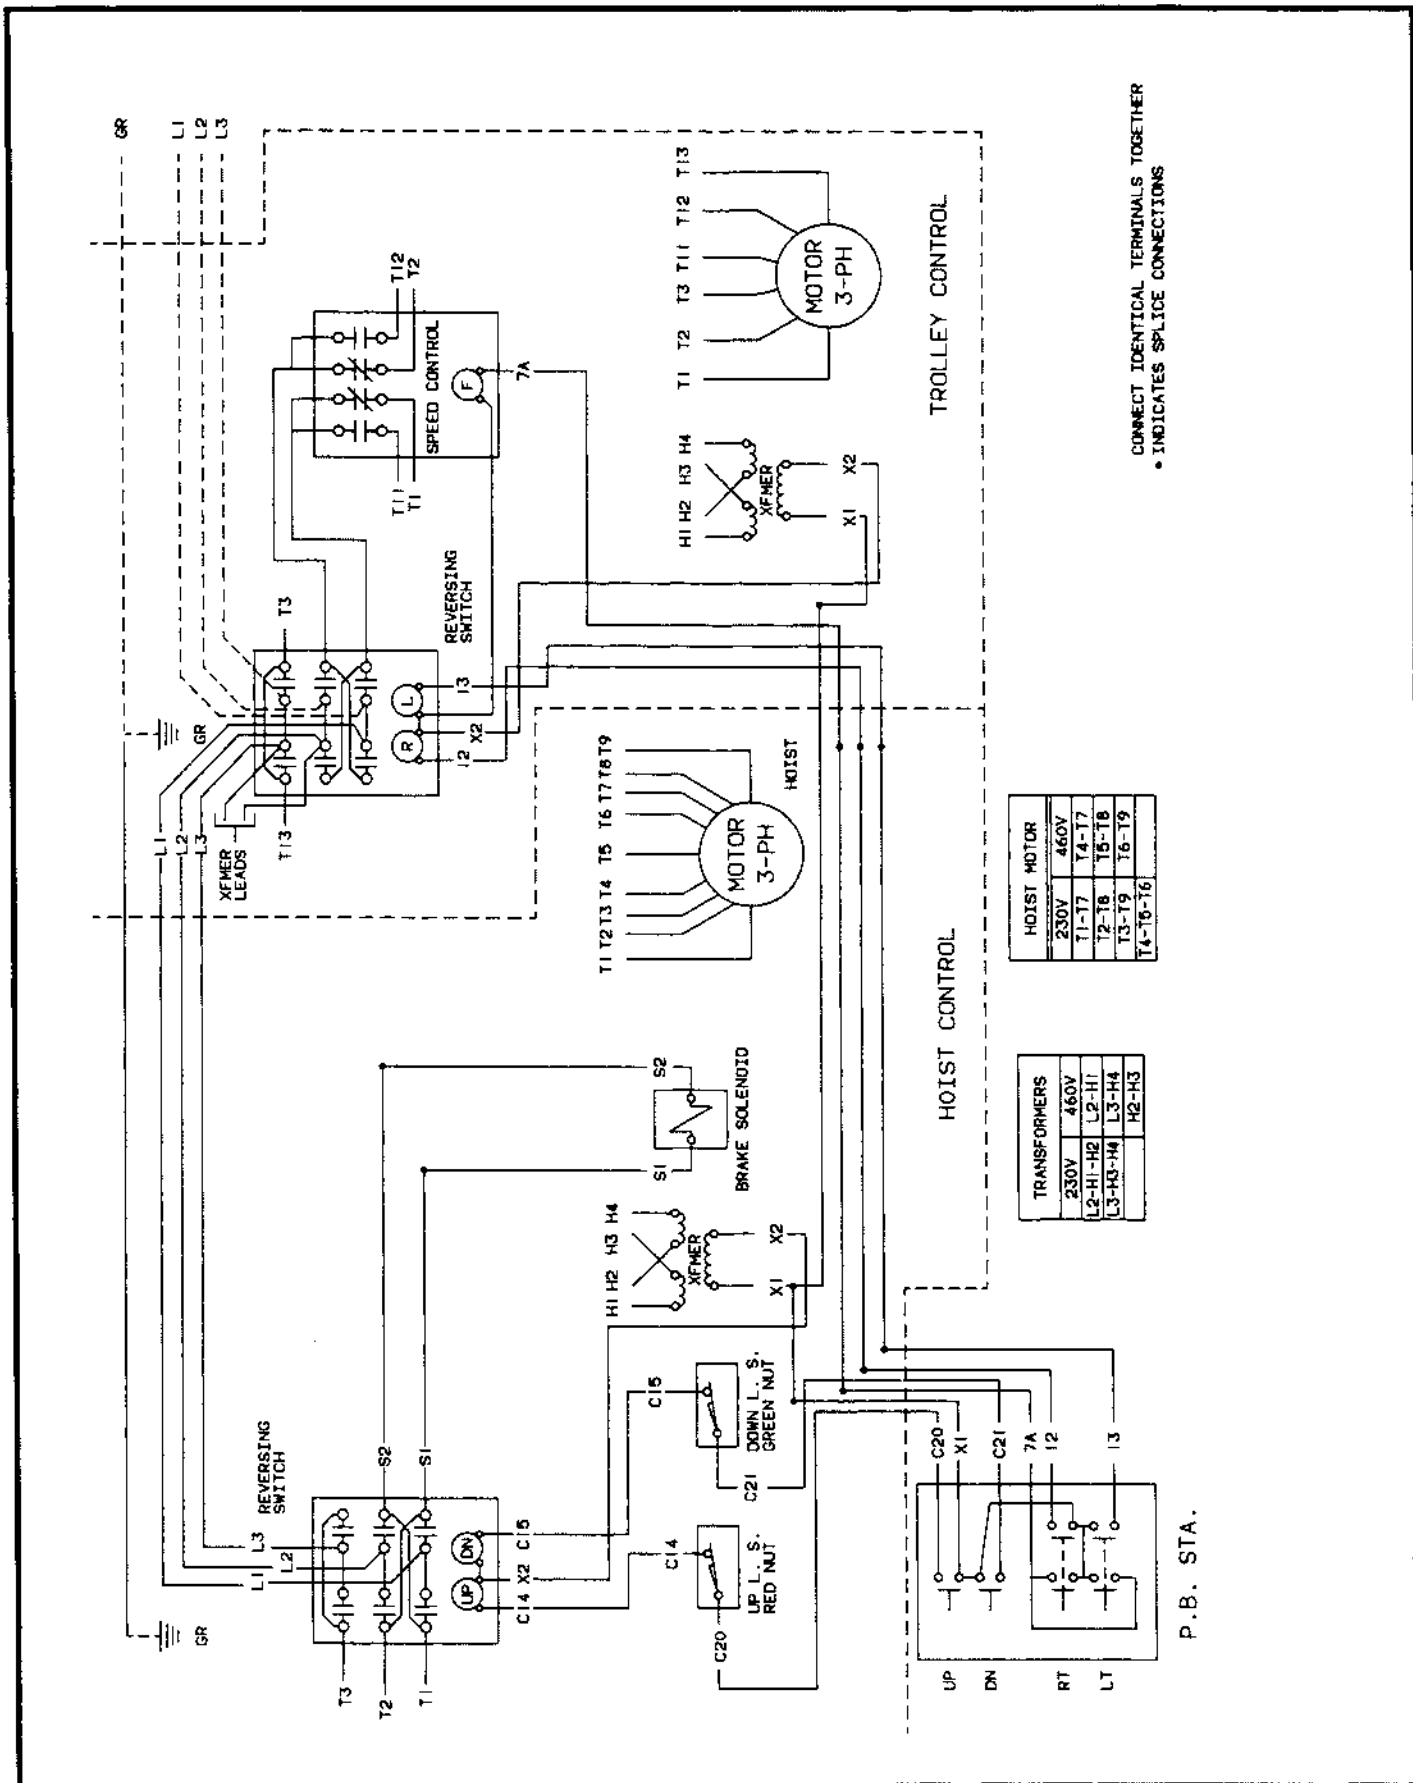 GR
L1
L2
L3
T12
T2
SPEED CONTROL
F
7A
T11
T1
T1 T2 T3 T11 T12 T13
MOTOR
3-PH
TROLLEY CONTROL
H1 H2 H3 H4
XFMER
X1 X2
REVERSING
SWITCH
T3
GR
R L
12 X2 13
L1
L2
L3
XFMER
LEADS
T13
T1 T2 T3 T4 T5 T6 T7 T8 T9
MOTOR
3-PH
HOIST
HOIST CONTROL
S1 S2
BRAKE SOLENOID
H1 H2 H3 H4
XFMER
X1 X2
REVERSING
SWITCH
L1
L2
L3
GR
S2
S1
T3
T2
T1
UP DN
C14 X2 C15
C14
C15
UP L. S.
RED NUT
DOWN L. S.
GREEN NUT
C20
C21
C20
X1
C21
7A
12
13
UP
DN
RT
LT
P.B. STA.
TRANSFORMERS
230V 460V
L2-H1-H2 L2-H1
L3-H3-H4 L3-H4
H2-H3
HOIST MOTOR
230V 460V
T1-T7 T4-T7
T2-T8 T5-T8
T3-T9 T6-T9
T4-T5-T6
CONNECT IDENTICAL TERMINALS TOGETHER
• INDICATES SPLICE CONNECTIONS